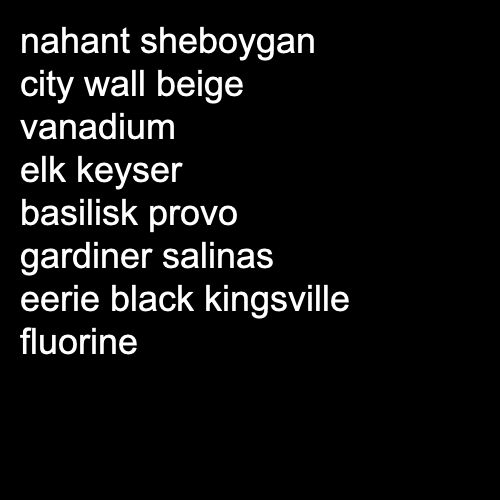 nahant sheboygan
city wall beige
vanadium
elk keyser
basilisk provo
gardiner salinas
eerie black kingsville
fluorine